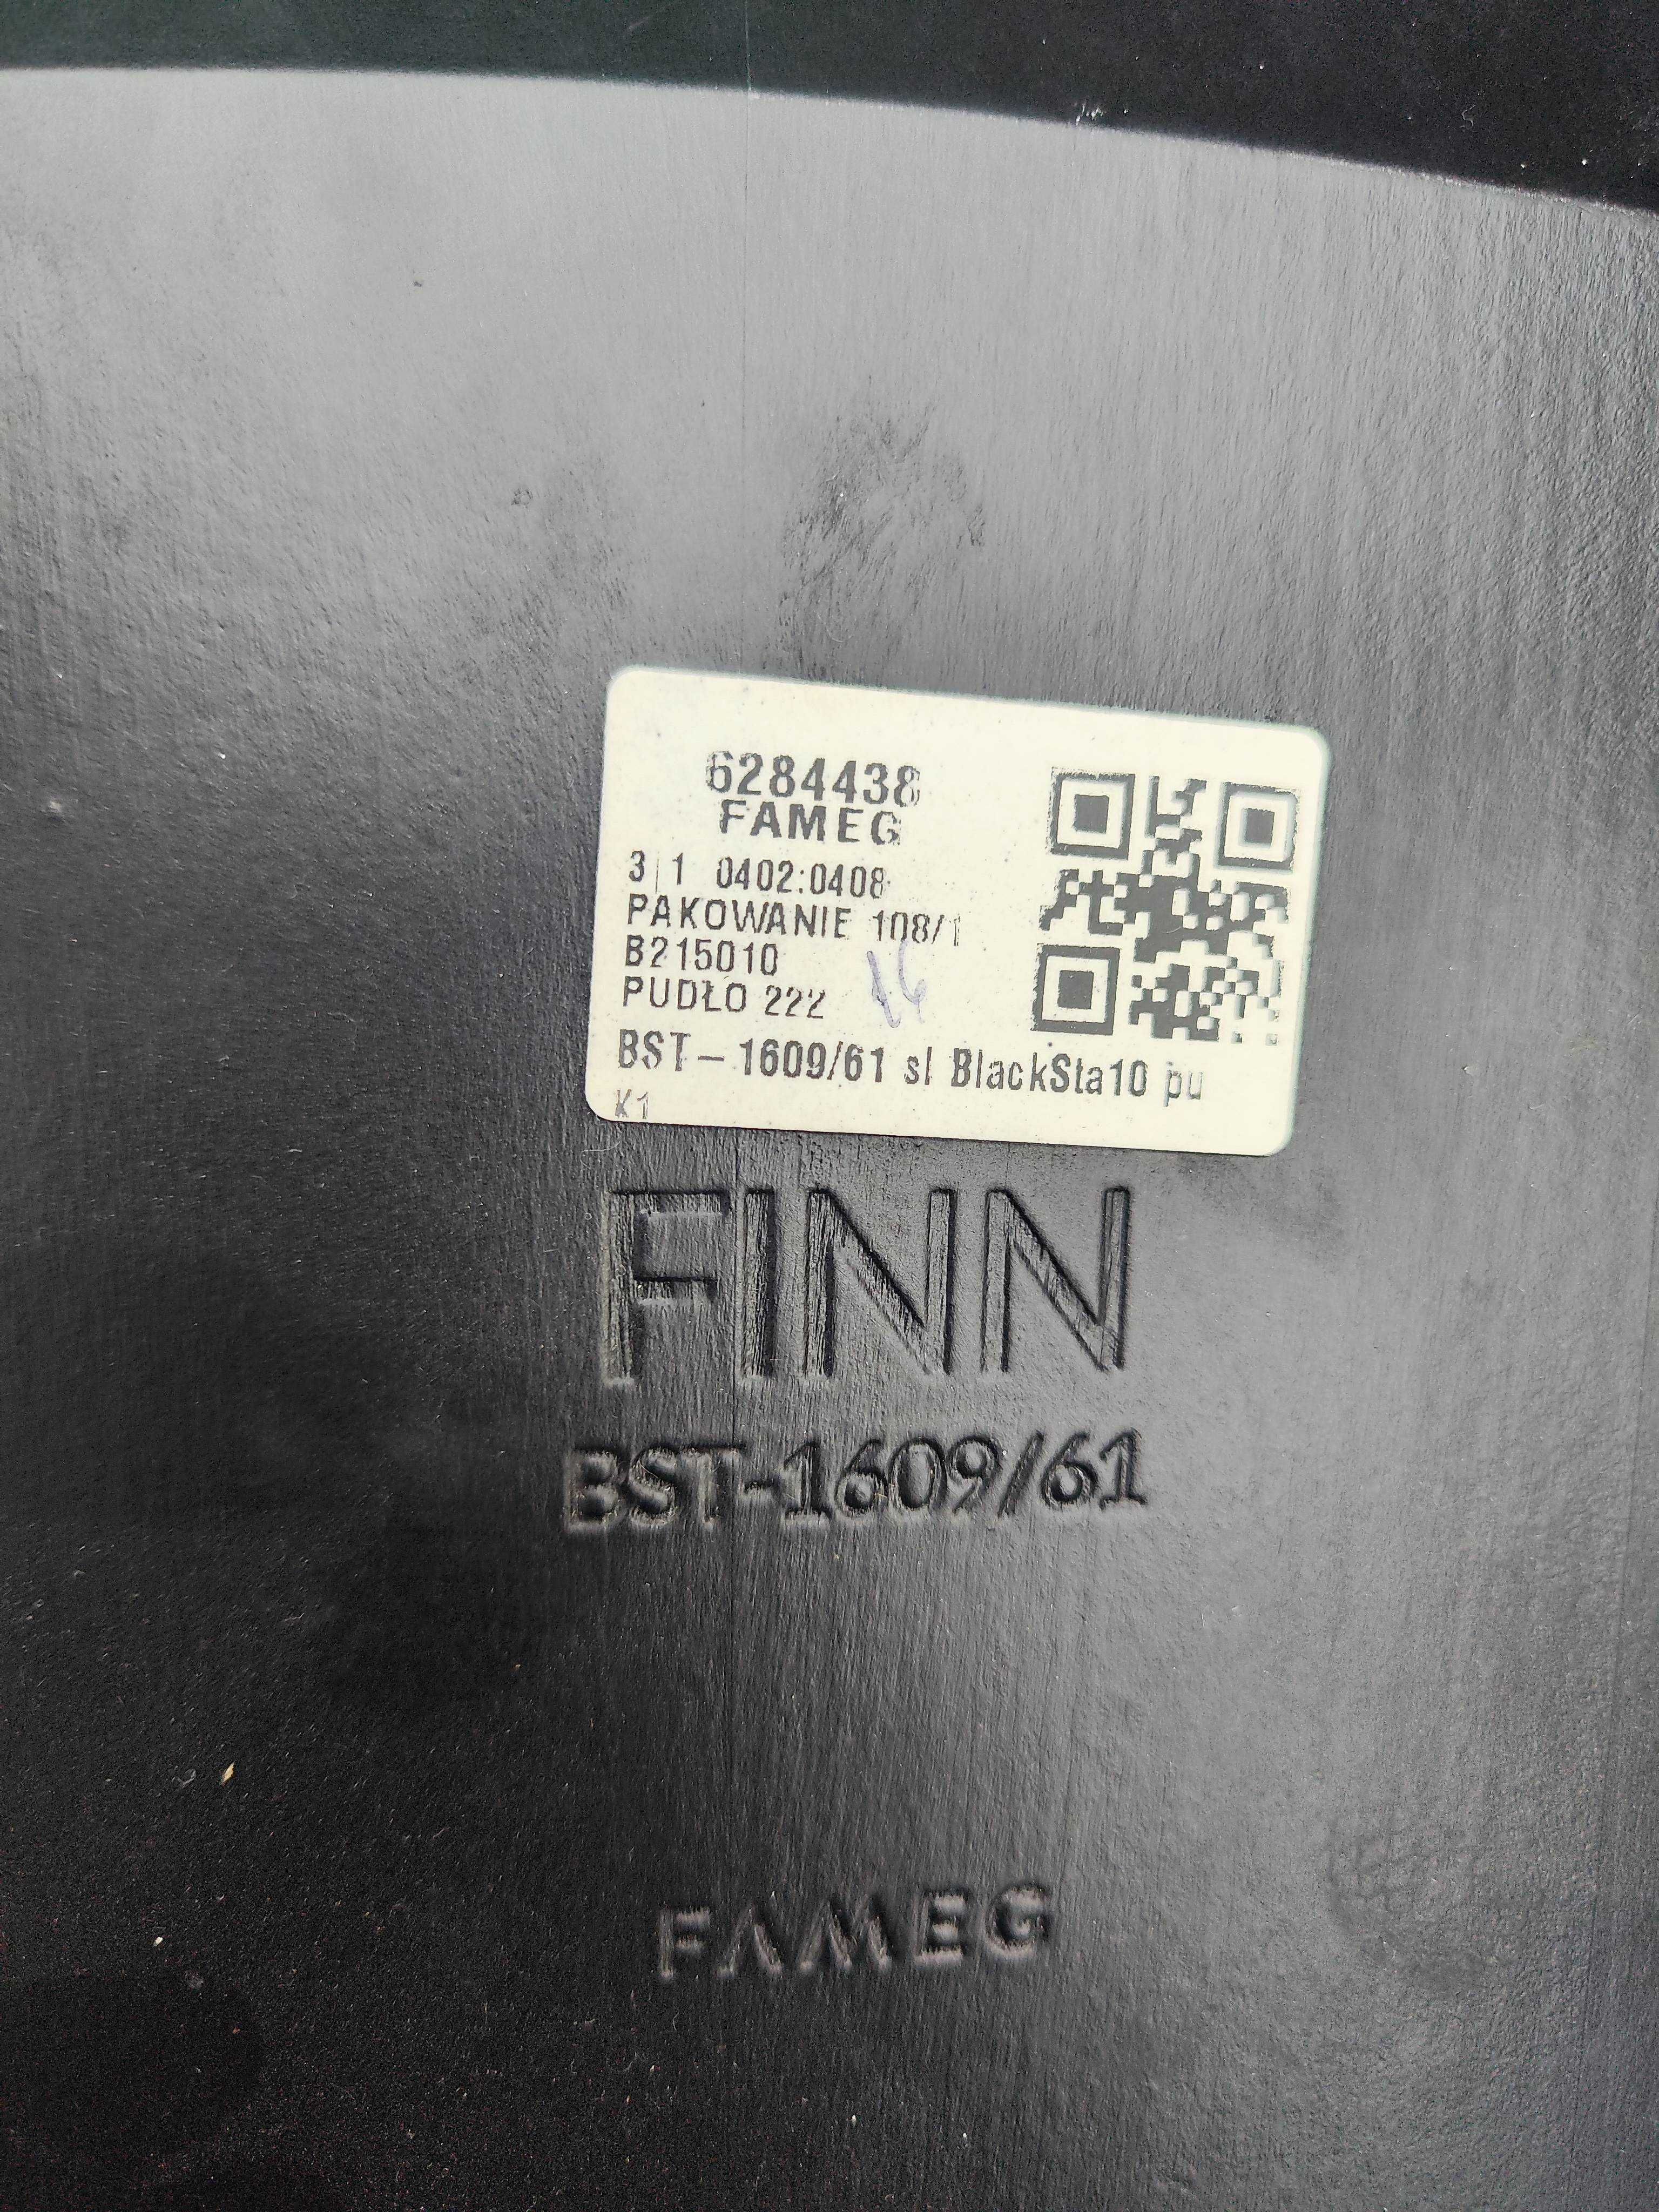 6284438
FAMEG
3|1 0402:0408
PAKOWANIE 108/1
B215010
PUDŁO 222
16
BST-1609/61 sl BlackSta10 pu
K1
FINN
BST-1609/61
FAMEG